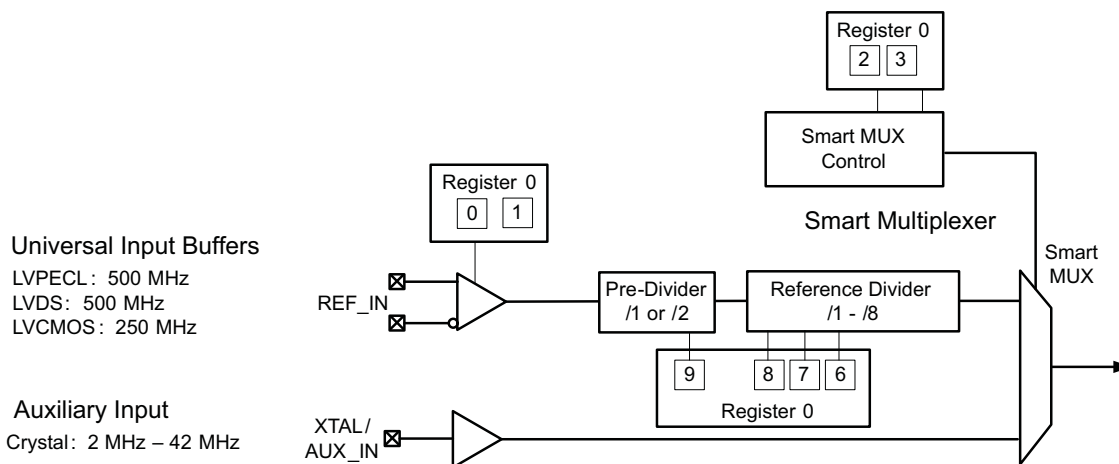 Register 0
2 3
Smart MUX
Control
Register 0
0 1
Smart Multiplexer
Universal Input Buffers
LVPECL: 500 MHz
LVDS: 500 MHz
LVCMOS: 250 MHz
REF_IN
Pre-Divider
/1 or /2
Reference Divider
/1 - /8
Smart
MUX
9 8 7 6
Register 0
Auxiliary Input
Crystal: 2 MHz – 42 MHz
XTAL/
AUX_IN